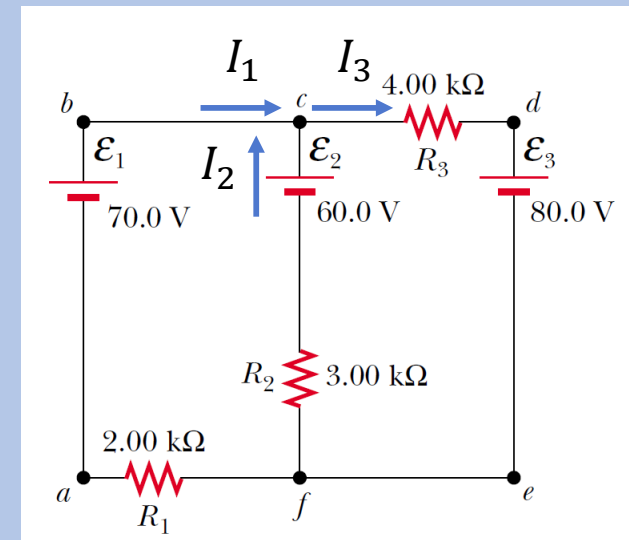 I₁ I₃
4.00 kΩ
b c d
ℰ₁ I₂ ℰ₂ R₃ ℰ₃
70.0 V 60.0 V 80.0 V
R₂ 3.00 kΩ
2.00 kΩ
a f e
R₁